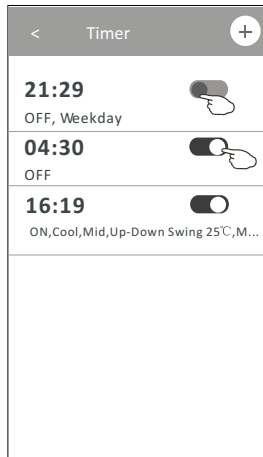 < Timer +
21:29
OFF, Weekday
04:30
OFF
16:19
ON,Cool,Mid,Up-Down Swing 25℃,M...